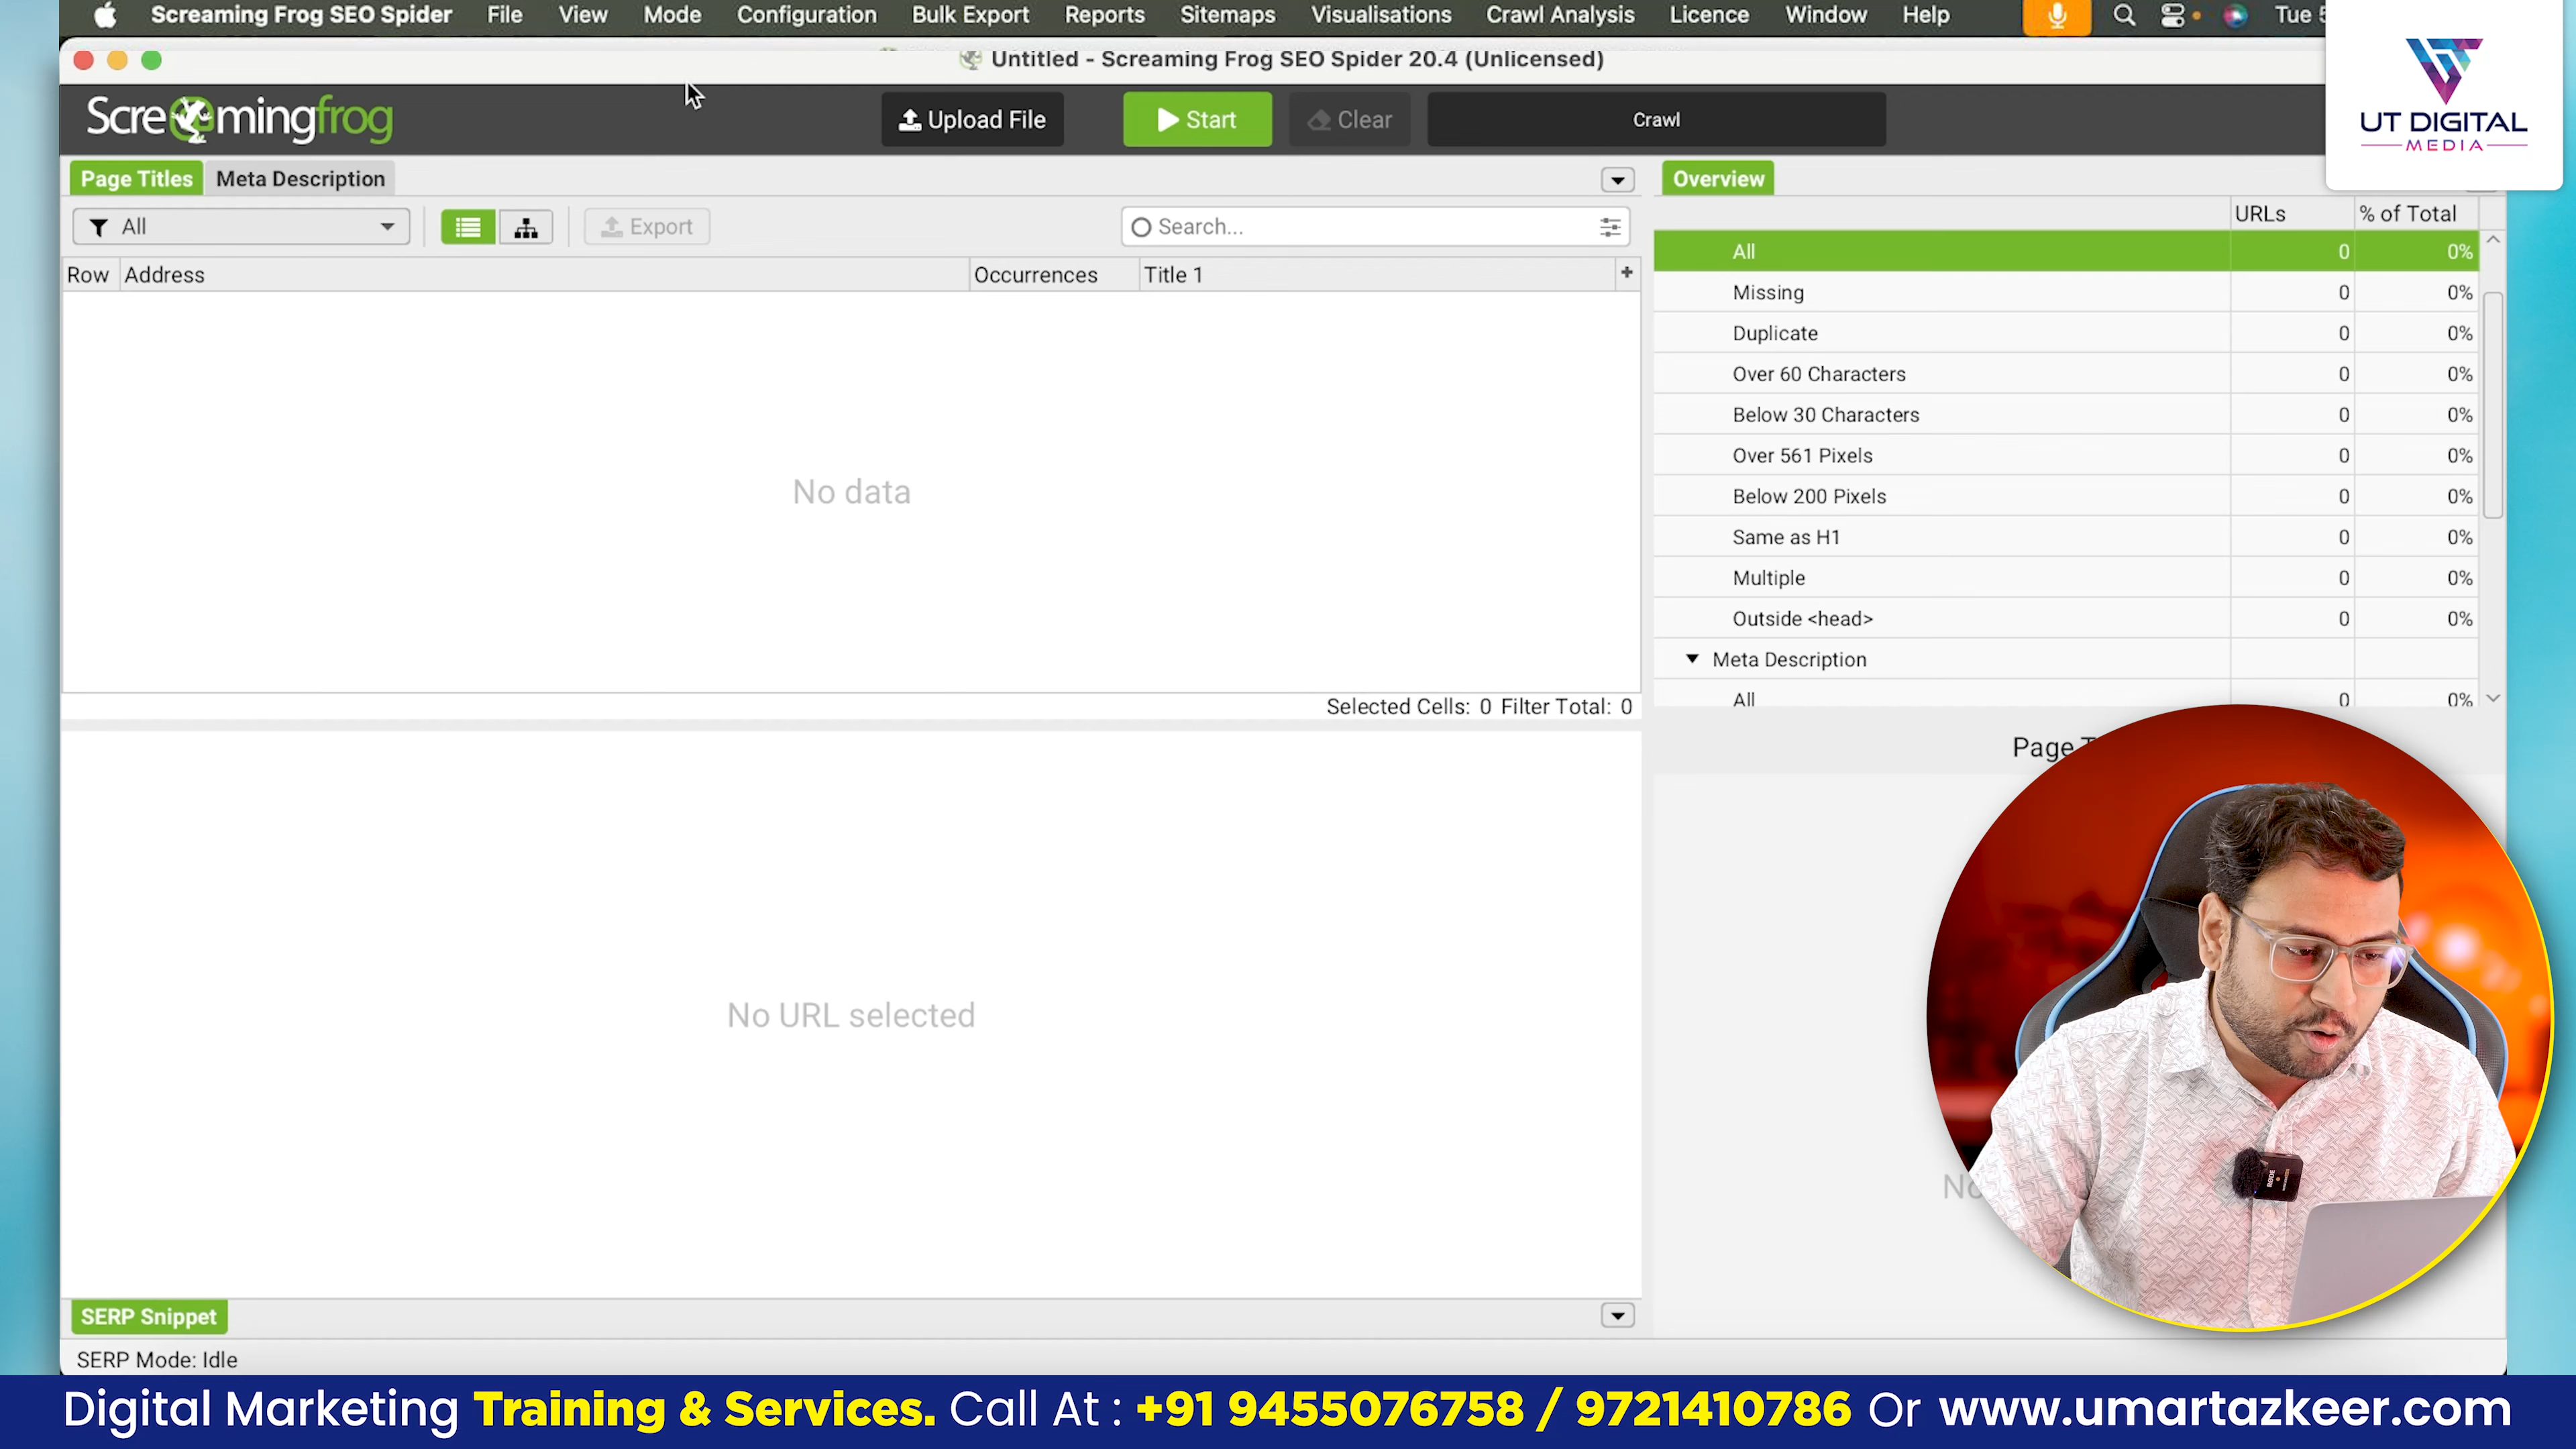 Screaming Frog SEO Spider File View Mode Configuration Bulk Export Reports Sitemaps Visualisations Crawl Analysis Licence Window Help Tue
Untitled - Screaming Frog SEO Spider 20.4 (Unlicensed)
UT DIGITAL
MEDIA
Screamingfrog
Upload File
Start
Clear
Crawl
Page Titles
Meta Description
Overview
All
Export
Search...
URLs
% of Total
Row
Address
Occurrences
Title 1
+
All 0 0%
Missing 0 0%
Duplicate 0 0%
Over 60 Characters 0 0%
Below 30 Characters 0 0%
Over 561 Pixels 0 0%
Below 200 Pixels 0 0%
Same as H1 0 0%
Multiple 0 0%
Outside <head> 0 0%
Meta Description
All 0 0%
No data
Selected Cells: 0 Filter Total: 0
Page
No URL selected
RØDE
SERP Snippet
SERP Mode: Idle
Digital Marketing Training & Services. Call At : +91 9455076758 / 9721410786 Or www.umartazkeer.com